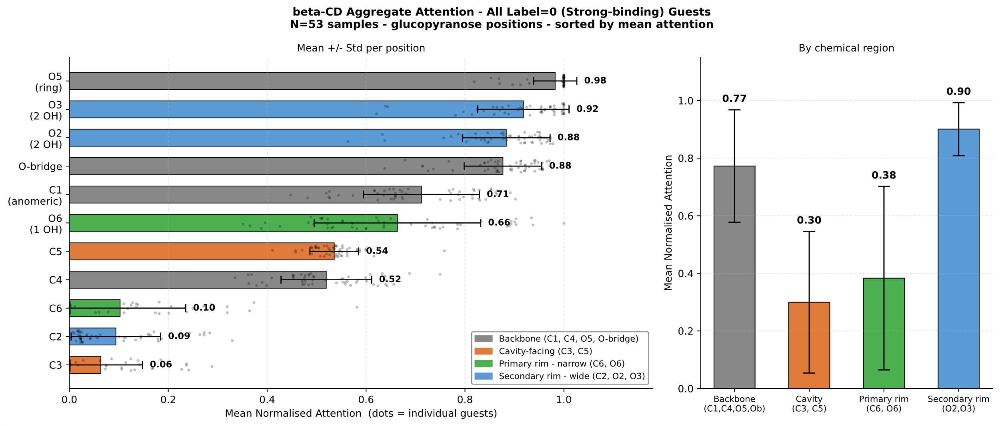 beta-CD Aggregate Attention - All Label=0 (Strong-binding) Guests
N=53 samples - glucopyranose positions - sorted by mean attention
Mean +/- Std per position
O5
(ring)
O3
(2 OH)
O2
(2 OH)
O-bridge
C1
(anomeric)
O6
(1 OH)
C5
C4
C6
C2
C3
0.98
0.92
0.88
0.88
0.71
0.66
0.54
0.52
0.10
0.09
0.06
Backbone (C1, C4, O5, O-bridge)
Cavity-facing (C3, C5)
Primary rim - narrow (C6, O6)
Secondary rim - wide (C2, O2, O3)
0.0 0.2 0.4 0.6 0.8 1.0
Mean Normalised Attention  (dots = individual guests)
By chemical region
Mean Normalised Attention
1.0
0.8
0.6
0.4
0.2
0.0
0.77
0.30
0.38
0.90
Backbone
(C1,C4,O5,Ob)
Cavity
(C3, C5)
Primary rim
(C6, O6)
Secondary rim
(O2,O3)